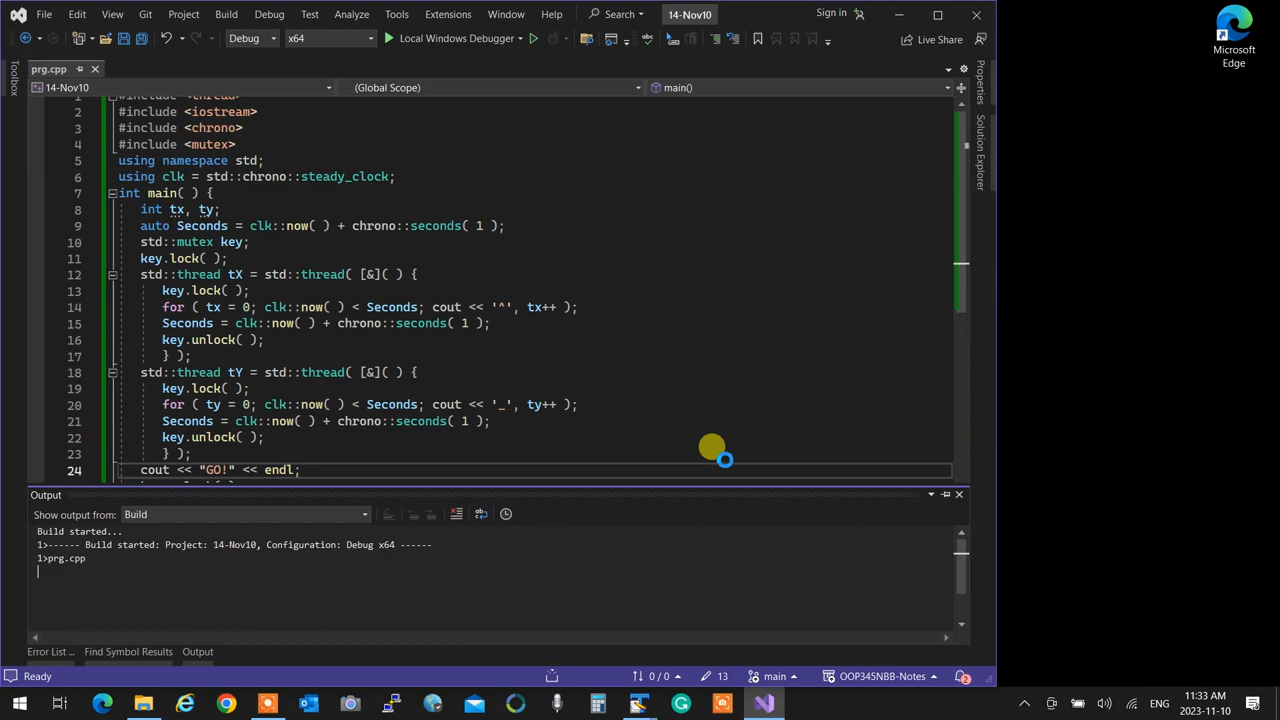 File Edit View Git Project Build Debug Test Analyze Tools Extensions Window Help Search 14-Nov10 Sign in
Debug x64 Local Windows Debugger Live Share
Toolbox
prg.cpp
14-Nov10 (Global Scope) main()
1 #include <thread>
2 #include <iostream>
3 #include <chrono>
4 #include <mutex>
5 using namespace std;
6 using clk = std::chrono::steady_clock;
7 int main( ) {
8 int tx, ty;
9 auto Seconds = clk::now( ) + chrono::seconds( 1 );
10 std::mutex key;
11 key.lock( );
12 std::thread tX = std::thread( [&]( ) {
13 key.lock( );
14 for ( tx = 0; clk::now( ) < Seconds; cout << '^', tx++ );
15 Seconds = clk::now( ) + chrono::seconds( 1 );
16 key.unlock( );
17 } );
18 std::thread tY = std::thread( [&]( ) {
19 key.lock( );
20 for ( ty = 0; clk::now( ) < Seconds; cout << '_', ty++ );
21 Seconds = clk::now( ) + chrono::seconds( 1 );
22 key.unlock( );
23 } );
24 cout << "GO!" << endl;
Properties
Solution Explorer
Output
Show output from: Build
Build started...
1>------ Build started: Project: 14-Nov10, Configuration: Debug x64 ------
1>prg.cpp
Error List ... Find Symbol Results Output
Ready 0 / 0 13 main OOP345NBB-Notes 2
ENG 11:33 AM
2023-11-10
Microsoft
Edge